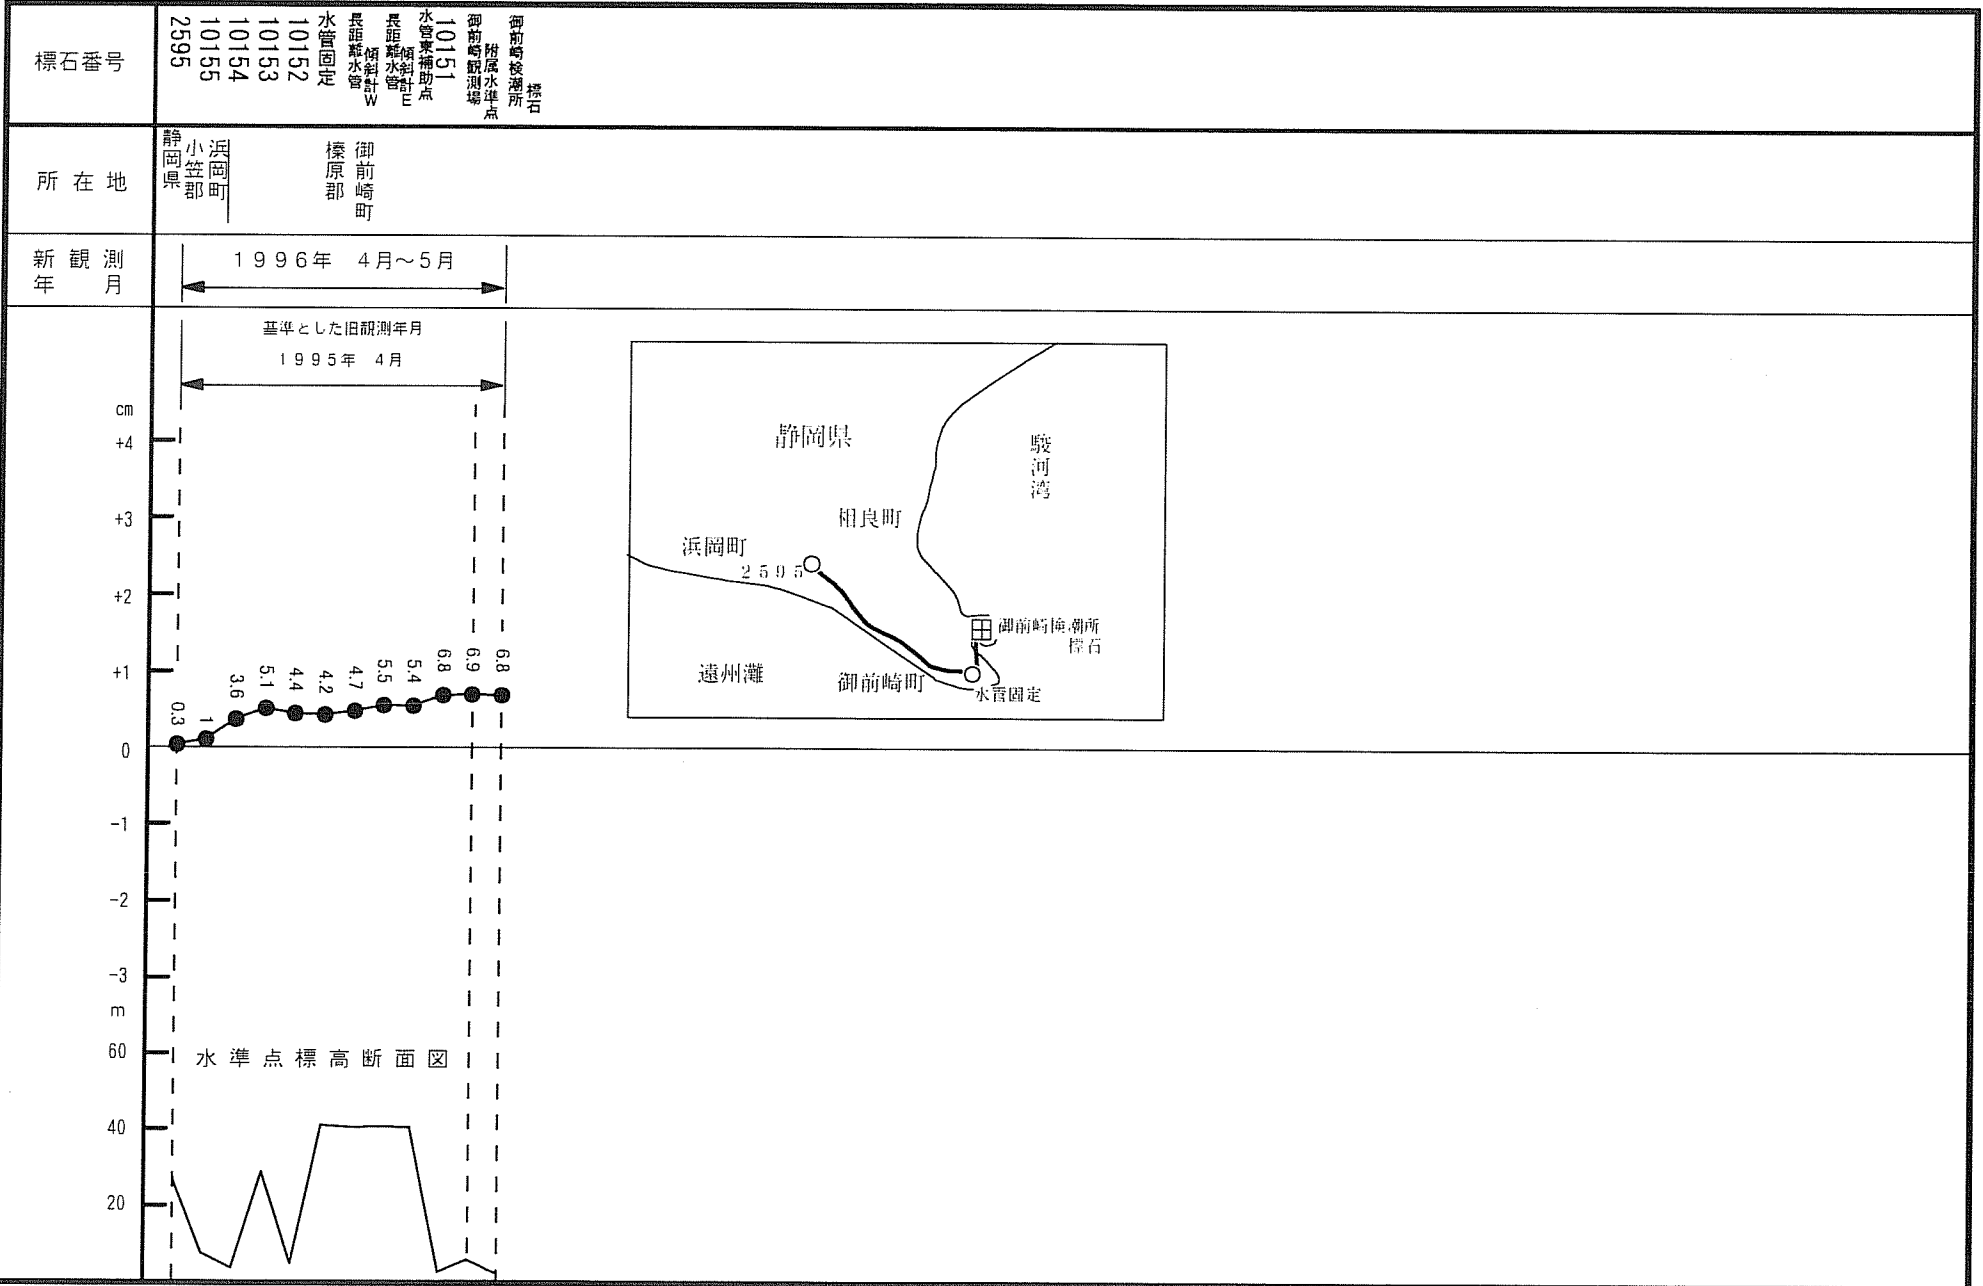 標石番号
2595
10155
10154
10153
10152
水管固定
長距離水管
傾斜計W
長距離水管
傾斜計E
水管東補助点
10151
御前崎観測場
附属水準点
御前崎検潮所
標石
所在地
静岡県
小笠郡
浜岡町
榛原郡
御前崎町
新観測
年月
1996年 4月～5月
基準とした旧観測年月
1995年 4月
cm
+4
+3
+2
+1
0
-1
-2
-3
0.3
1
3.6
5.1
4.4
4.2
4.7
5.5
5.4
6.8
6.9
6.8
静岡県
駿河湾
相良町
浜岡町
2595
御前崎検潮所
標石
遠州灘
御前崎町
水管固定
m
60
40
20
水準点標高断面図